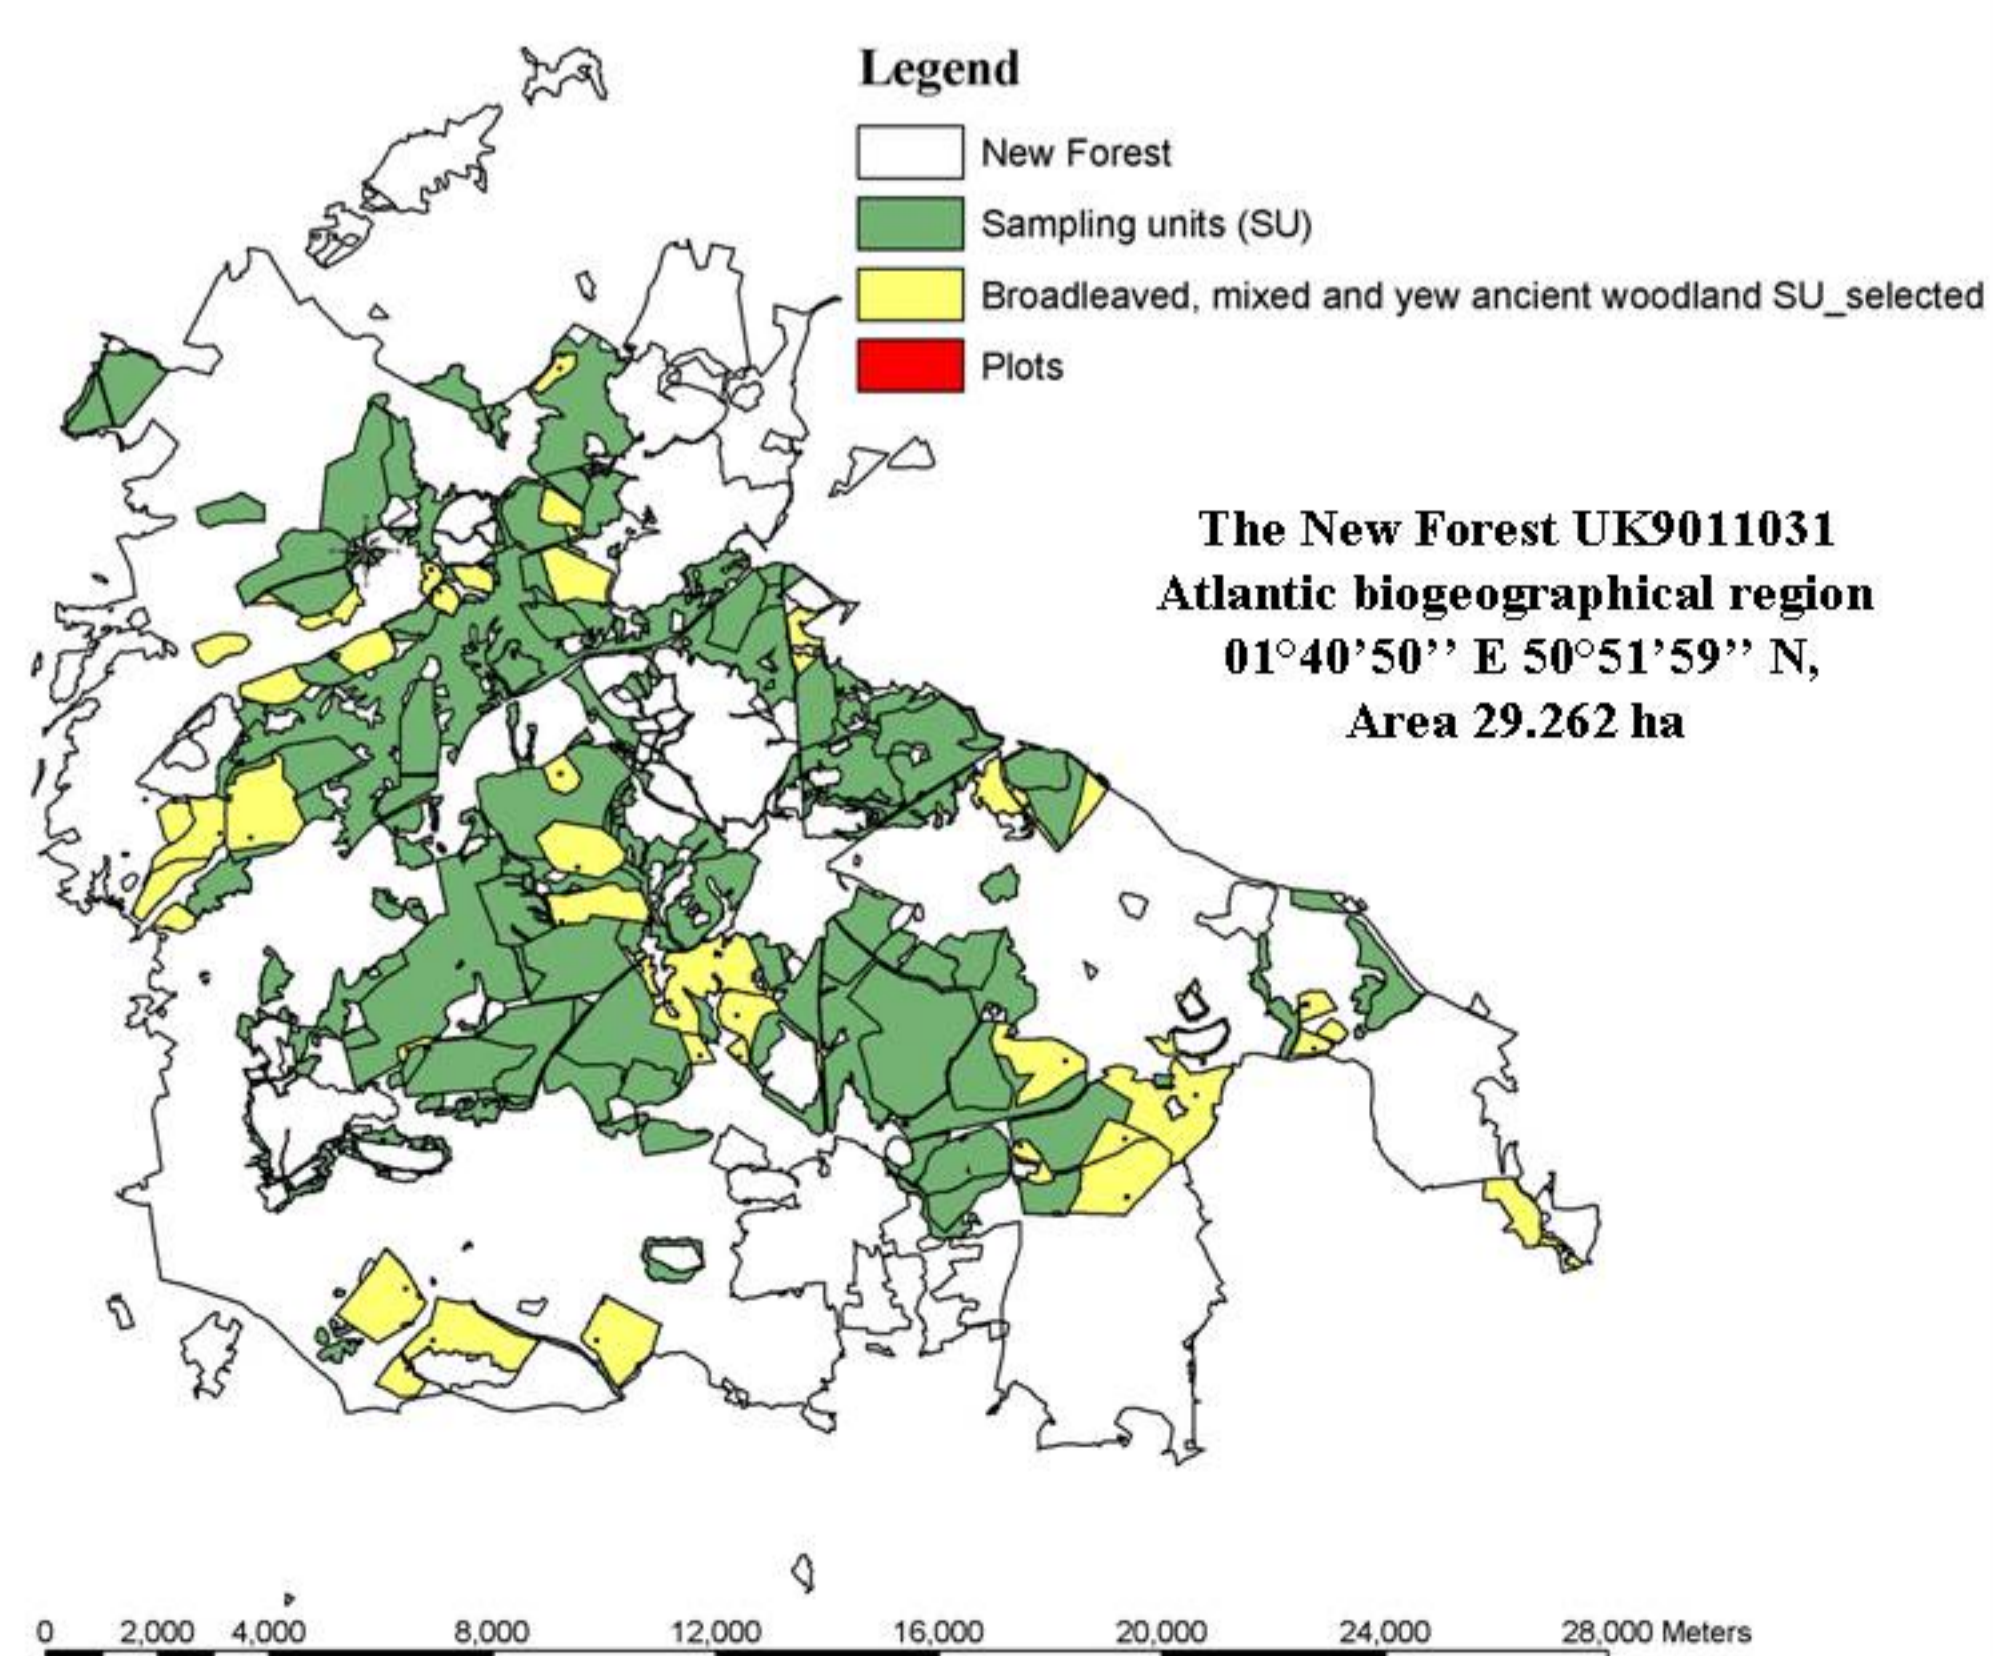 Legend
New Forest
Sampling units (SU)
Broadleaved, mixed and yew ancient woodland SU_selected
Plots
The New Forest UK9011031
Atlantic biogeographical region
01°40’50’’ E 50°51’59’’ N,
Area 29.262 ha
0 2,000 4,000 8,000 12,000 16,000 20,000 24,000 28,000 Meters